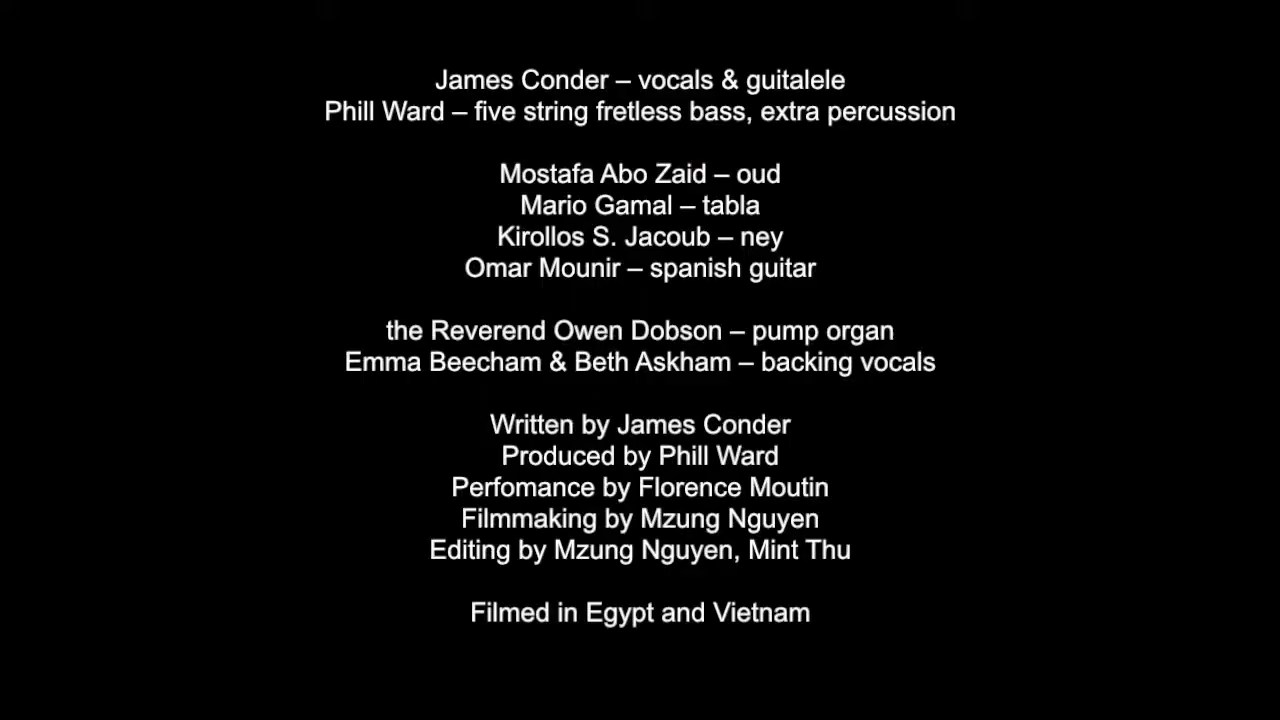 James Conder – vocals & guitalele
Phill Ward – five string fretless bass, extra percussion
Mostafa Abo Zaid – oud
Mario Gamal – tabla
Kirollos S. Jacoub – ney
Omar Mounir – spanish guitar
the Reverend Owen Dobson – pump organ
Emma Beecham & Beth Askham – backing vocals
Written by James Conder
Produced by Phill Ward
Perfomance by Florence Moutin
Filmmaking by Mzung Nguyen
Editing by Mzung Nguyen, Mint Thu
Filmed in Egypt and Vietnam